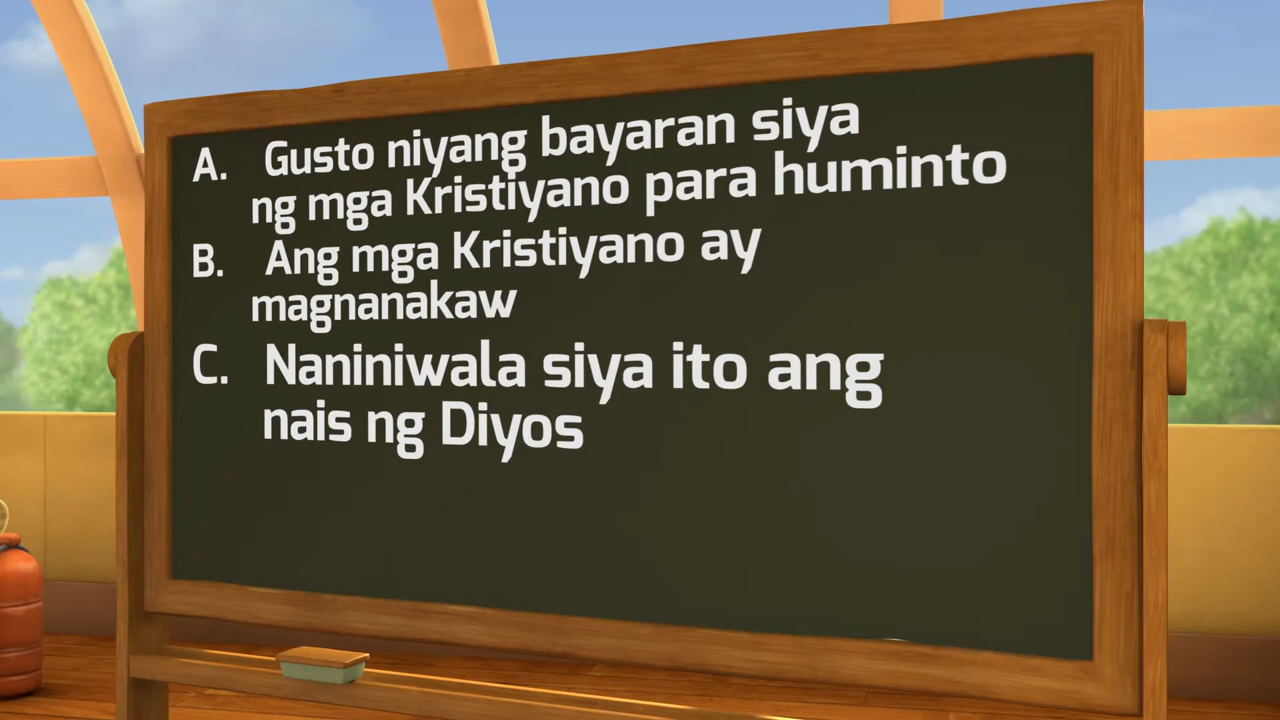 A. Gusto niyang bayaran siya
ng mga Kristiyano para huminto
B. Ang mga Kristiyano ay
magnanakaw
C. Naniniwala siya ito ang
nais ng Diyos